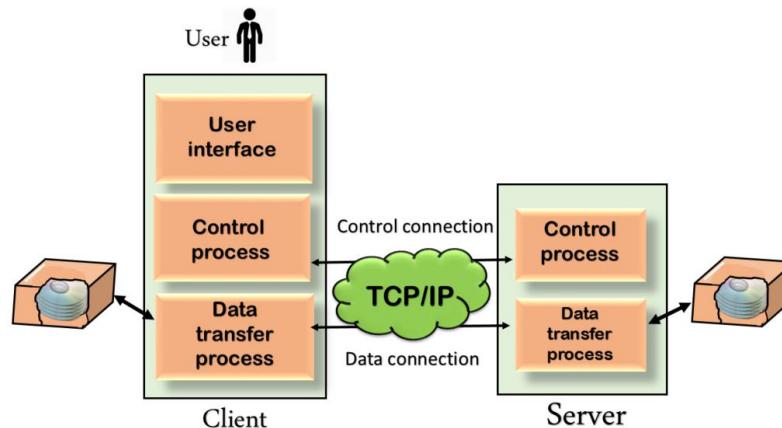 User
User
interface
Control
process
Data
transfer
process
Client
Control connection
TCP/IP
Data connection
Control
process
Data
transfer
process
Server